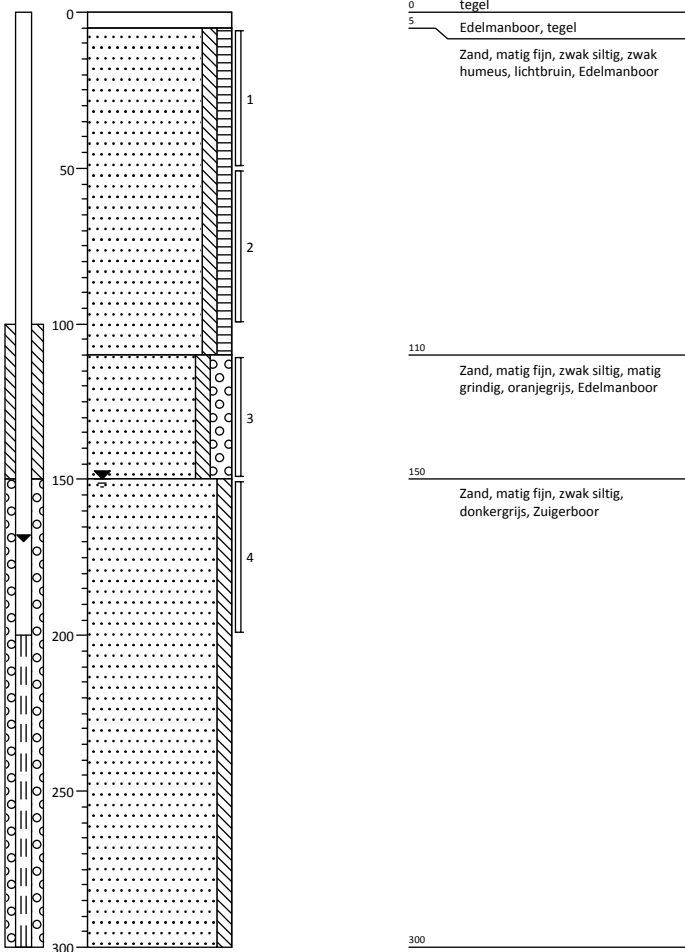 0
50
100
150
200
250
300
1
2
3
4
0
tegel
5
Edelmanboor, tegel
Zand, matig fijn, zwak siltig, zwak
humeus, lichtbruin, Edelmanboor
110
Zand, matig fijn, zwak siltig, matig
grindig, oranjegrijs, Edelmanboor
150
Zand, matig fijn, zwak siltig,
donkergrijs, Zuigerboor
300